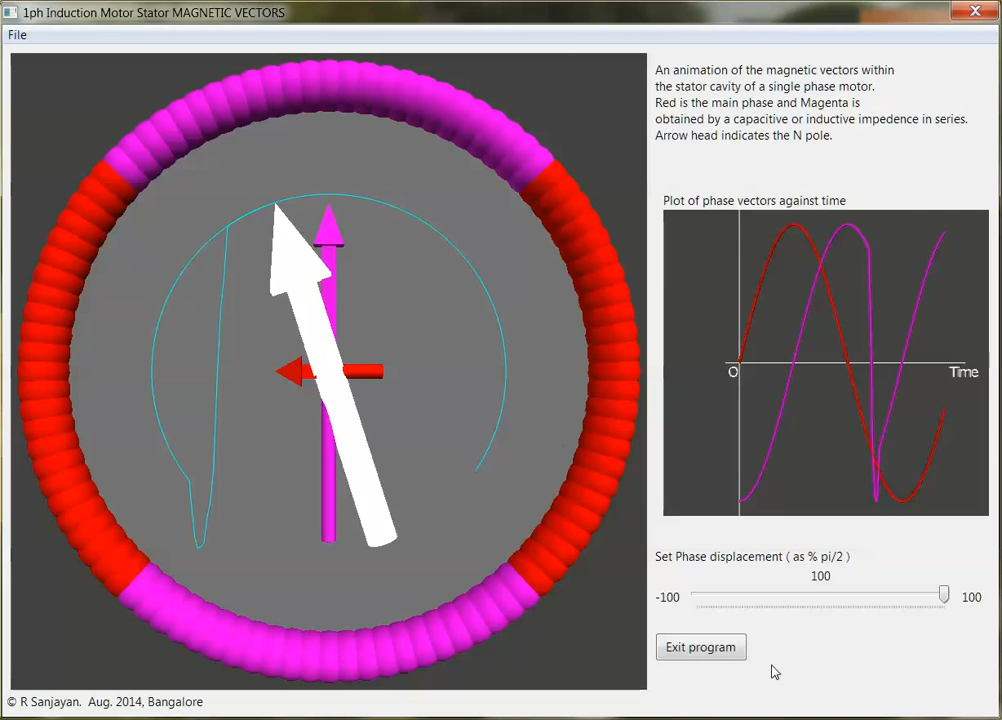 1ph Induction Motor Stator MAGNETIC VECTORS
File
An animation of the magnetic vectors within
the stator cavity of a single phase motor.
Red is the main phase and Magenta is
obtained by a capacitive or inductive impedence in series.
Arrow head indicates the N pole.
Plot of phase vectors against time
O
Time
Set Phase displacement ( as % pi/2 )
100
-100
100
Exit program
© R Sanjayan. Aug. 2014, Bangalore